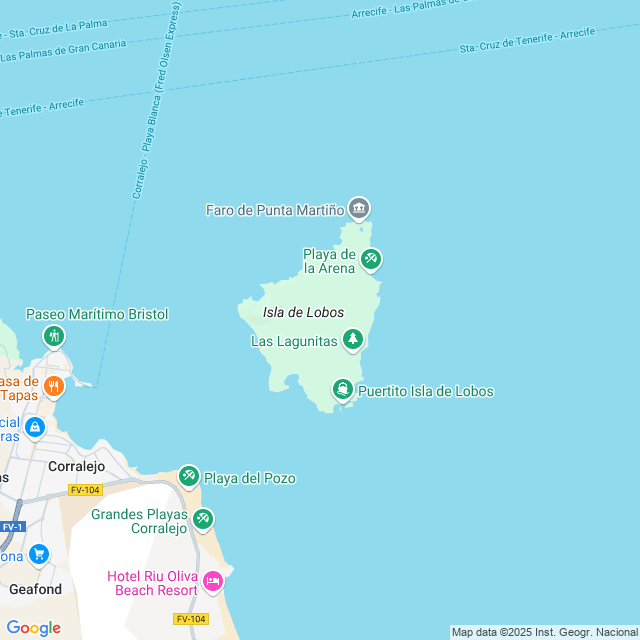 Arrecife - Las Palmas de Gran Cana
e - Sta. Cruz de La Palma
Las Palmas de Gran Canaria
Sta. Cruz de Tenerife - Arrecife
e Tenerife - Arrecife
Corralejo - Playa Blanca (Fred Olsen Express)
Faro de Punta Martiño
Playa de
la Arena
Isla de Lobos
Paseo Marítimo Bristol
Las Lagunitas
asa de
Tapas
Puertito Isla de Lobos
cial
ras
Corralejo
as
Playa del Pozo
FV-104
Grandes Playas
Corralejo
FV-1
ona
Hotel Riu Oliva
Beach Resort
Geafond
FV-104
Google
Map data ©2025 Inst. Geogr. Nacional